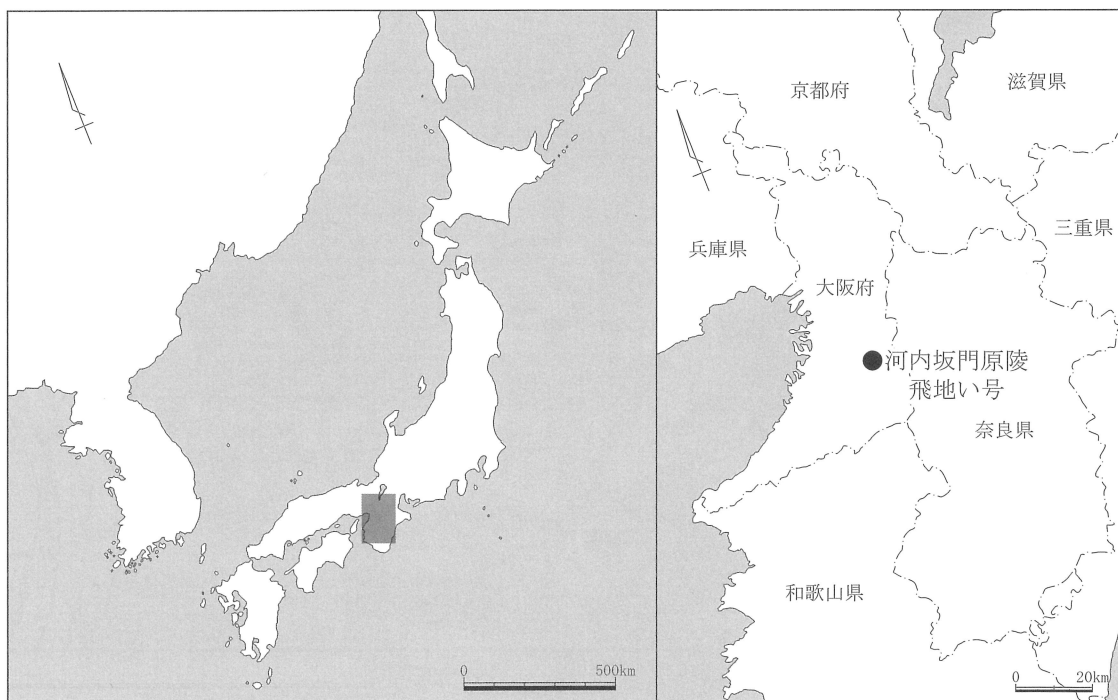 0
500km
京都府
滋賀県
兵庫県
三重県
大阪府
河内坂門原陵
飛地い号
奈良県
和歌山県
0
20km